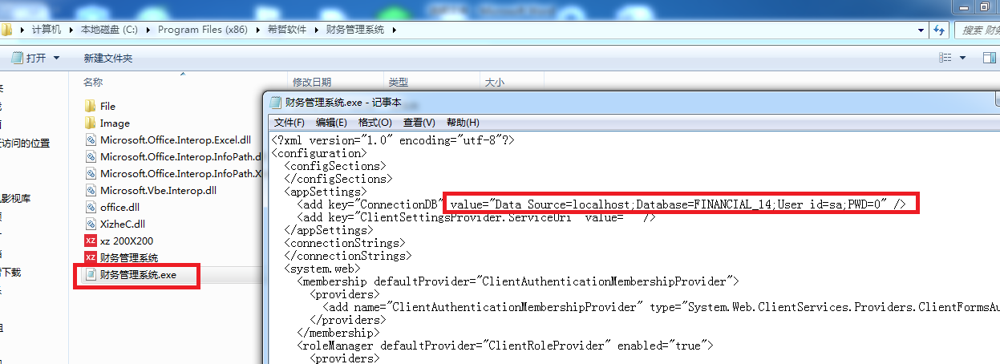 计算机 本地磁盘 (C:) Program Files (x86) 希哲软件 财务管理系统
搜索 财务
打开 新建文件夹
名称 修改日期 类型 大小
File
Image
Microsoft.Office.Interop.Excel.dll
Microsoft.Office.Interop.InfoPath.d
Microsoft.Office.Interop.InfoPath.X
Microsoft.Vbe.Interop.dll
office.dll
XizheC.dll
xz xz 200X200
xz 财务管理系统
财务管理系统.exe
访问的位置
影视库
下载
组
财务管理系统.exe - 记事本
文件(F) 编辑(E) 格式(O) 查看(V) 帮助(H)
<?xml version="1.0" encoding="utf-8"?>
<configuration>
<configSections>
</configSections>
<appSettings>
<add key="ConnectionDB" value="Data Source=localhost;Database=FINANCIAL_14;User id=sa;PWD=0" />
<add key="ClientSettingsProvider.ServiceUri" value="" />
</appSettings>
<connectionStrings>
</connectionStrings>
<system.web>
<membership defaultProvider="ClientAuthenticationMembershipProvider">
<providers>
<add name="ClientAuthenticationMembershipProvider" type="System.Web.ClientServices.Providers.ClientFormsAu
</providers>
</membership>
<roleManager defaultProvider="ClientRoleProvider" enabled="true">
<providers>